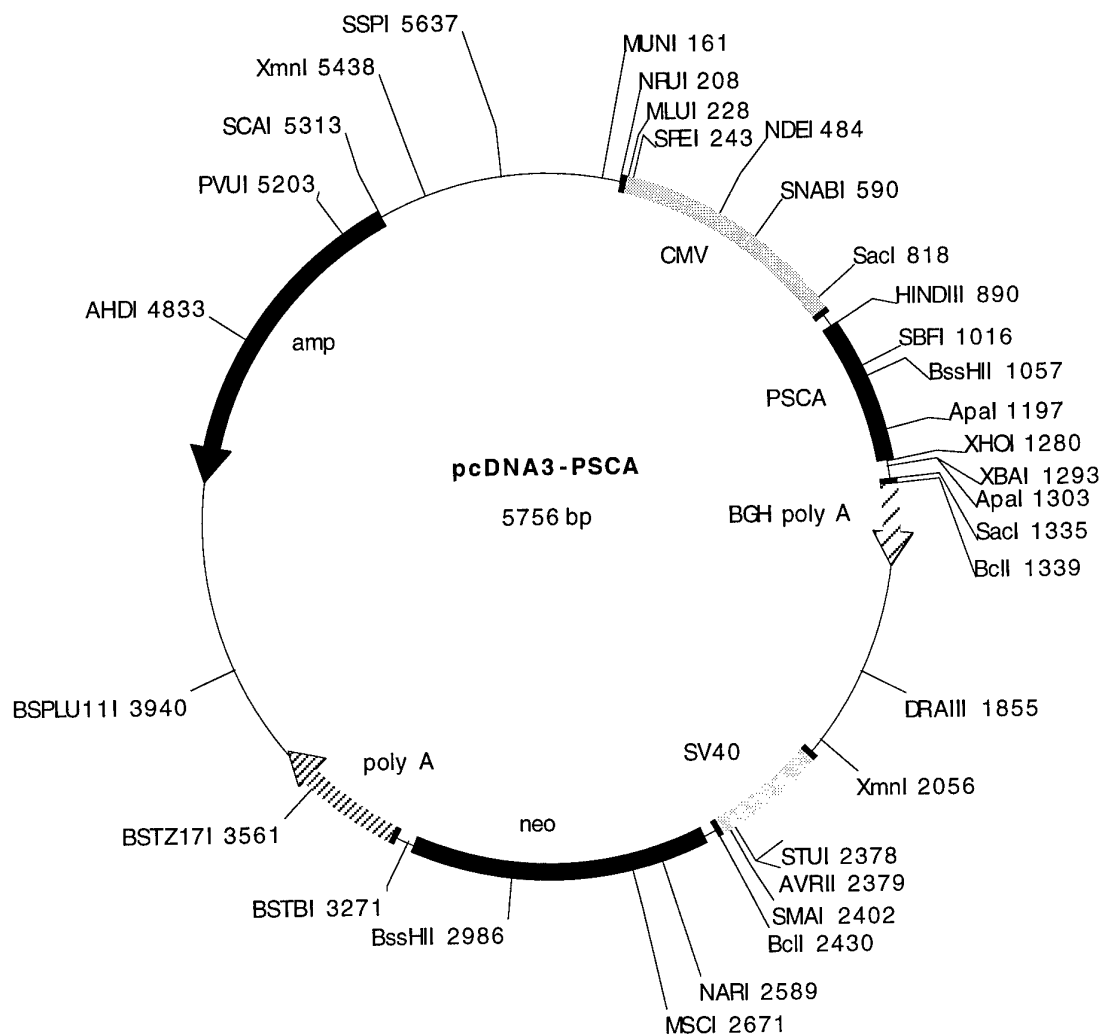 SSPI 5637
XmnI 5438
SCAI 5313
PVUI 5203
AHDI 4833
amp
MUNI 161
NRUI 208
MLUI 228
SPEI 243
NDEI 484
SNABI 590
CMV
SacI 818
HINDIII 890
SBFI 1016
BssHII 1057
PSCA
ApaI 1197
XHOI 1280
XBAI 1293
ApaI 1303
SacI 1335
BclI 1339
BGH poly A
pcDNA3-PSCA
5756 bp
DRAIII 1855
SV40
XmnI 2056
STUI 2378
AVRII 2379
SMAI 2402
BclI 2430
NARI 2589
MSCI 2671
neo
BssHII 2986
BSTBI 3271
BSTZ17I 3561
poly A
BSPLU11I 3940